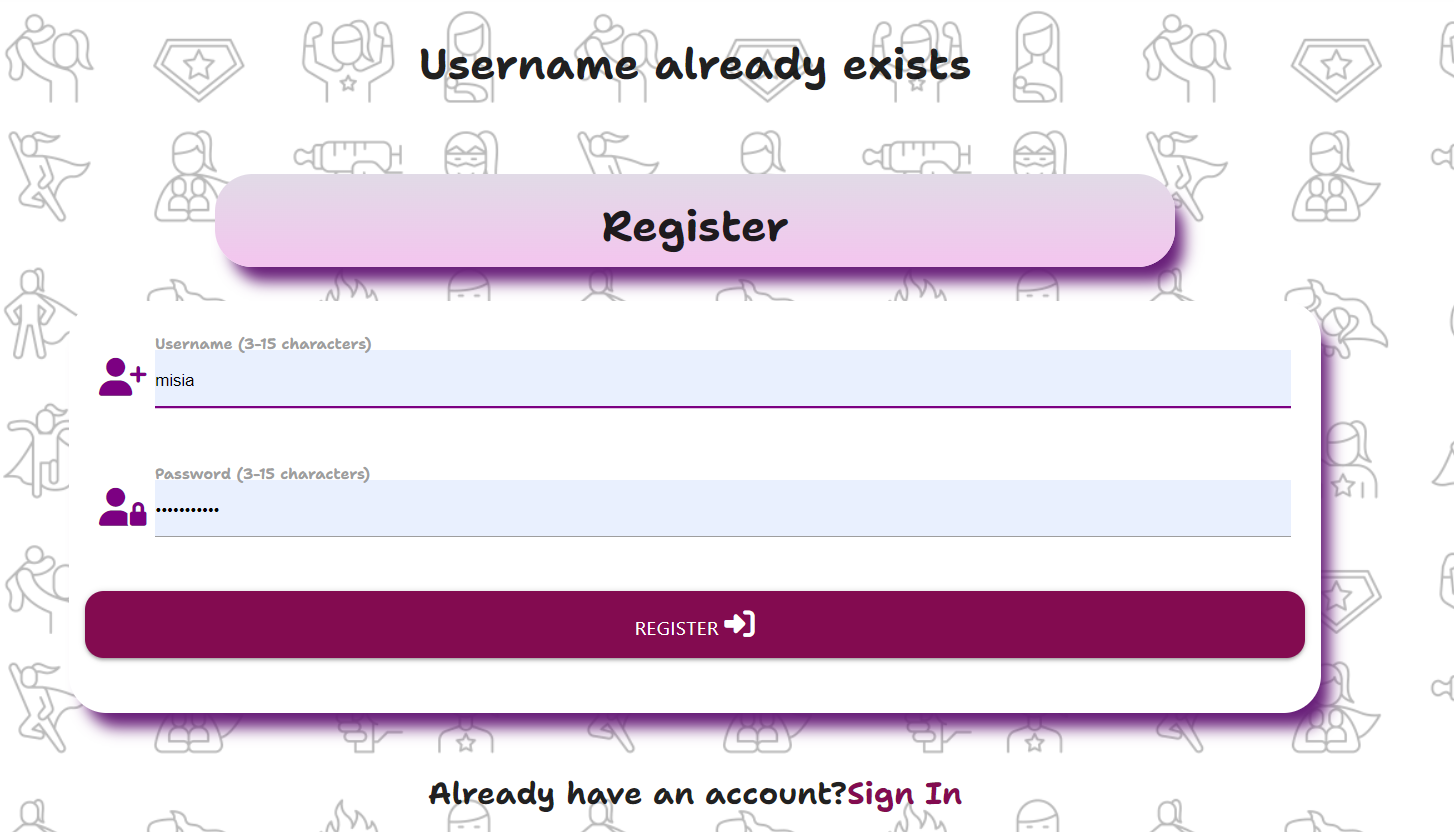 Username already exists
Register
Username (3-15 characters)
misia
Password (3-15 characters)
•••••••••••
REGISTER
Already have an account?Sign In